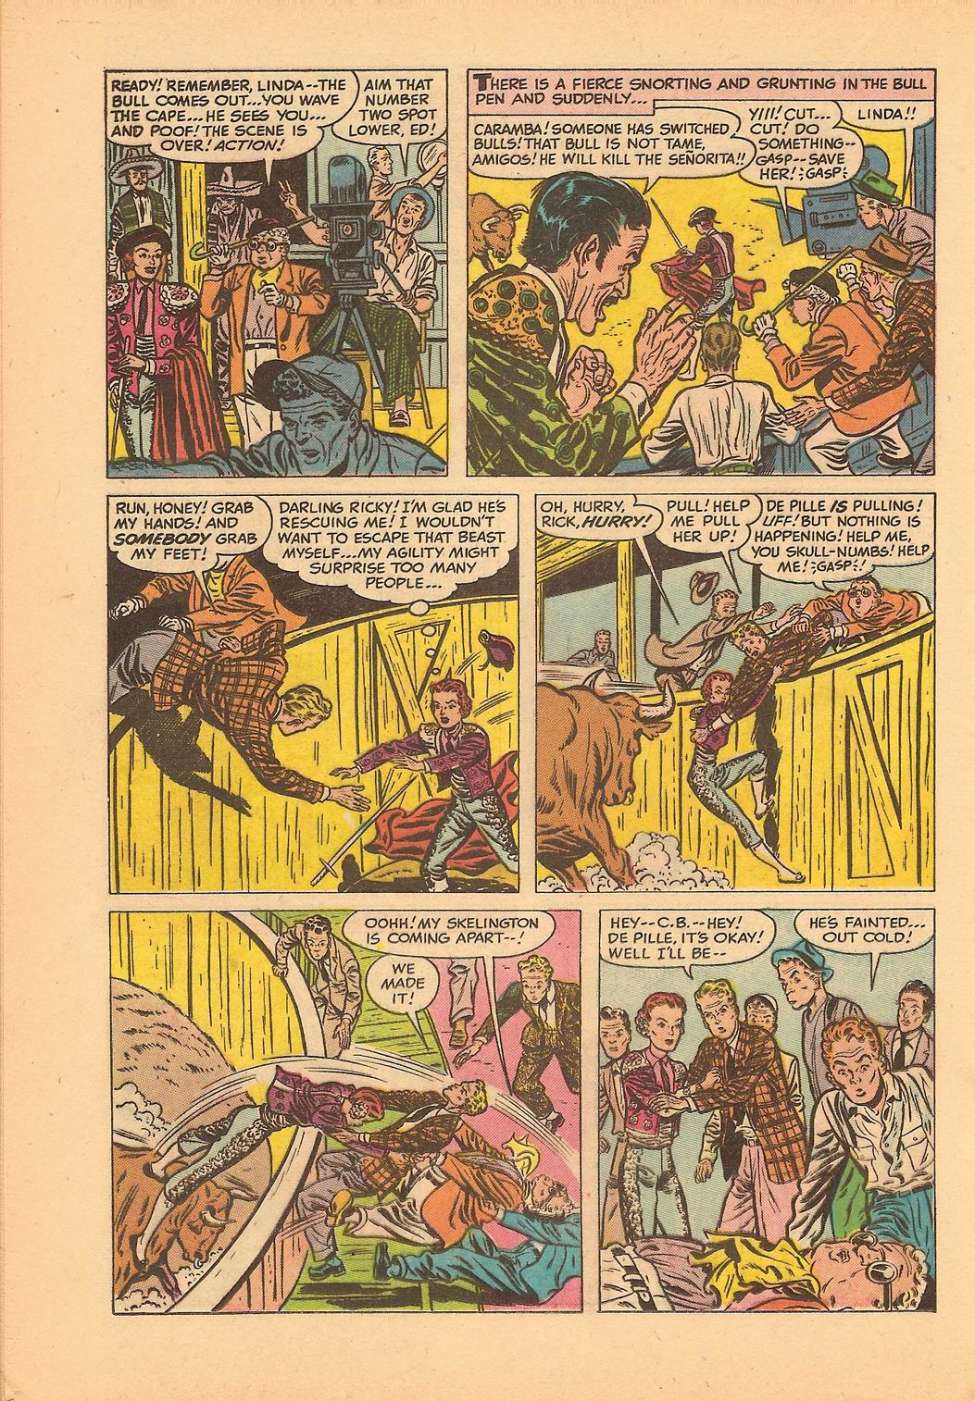 READY! REMEMBER, LINDA--THE
BULL COMES OUT...YOU WAVE
THE CAPE...HE SEES YOU...
AND POOF! THE SCENE IS
OVER! ACTION!
AIM THAT
NUMBER
TWO SPOT
LOWER, ED!
THERE IS A FIERCE SNORTING AND GRUNTING IN THE BULL
PEN AND SUDDENLY...
CARAMBA! SOMEONE HAS SWITCHED
BULLS! THAT BULL IS NOT TAME,
AMIGOS! HE WILL KILL THE SEÑORITA!!
YIII! CUT...
CUT! DO
SOMETHING--
GASP--SAVE
HER! GASP
LINDA!!
RUN, HONEY! GRAB
MY HANDS! AND
SOMEBODY GRAB
MY FEET!
DARLING RICKY! I'M GLAD HE'S
RESCUING ME! I WOULDN'T
WANT TO ESCAPE THAT BEAST
MYSELF...MY AGILITY MIGHT
SURPRISE TOO MANY
PEOPLE...
OH, HURRY,
RICK, HURRY!
PULL! HELP
ME PULL
HER UP!
DE PILLE IS PULLING!
UFF! BUT NOTHING IS
HAPPENING! HELP ME,
YOU SKULL-NUMBS! HELP
ME! GASP!
OOHH! MY SKELINGTON
IS COMING APART--!
WE
MADE
IT!
HEY--C.B.--HEY!
DE PILLE, IT'S OKAY!
WELL I'LL BE--
HE'S FAINTED...
OUT COLD!